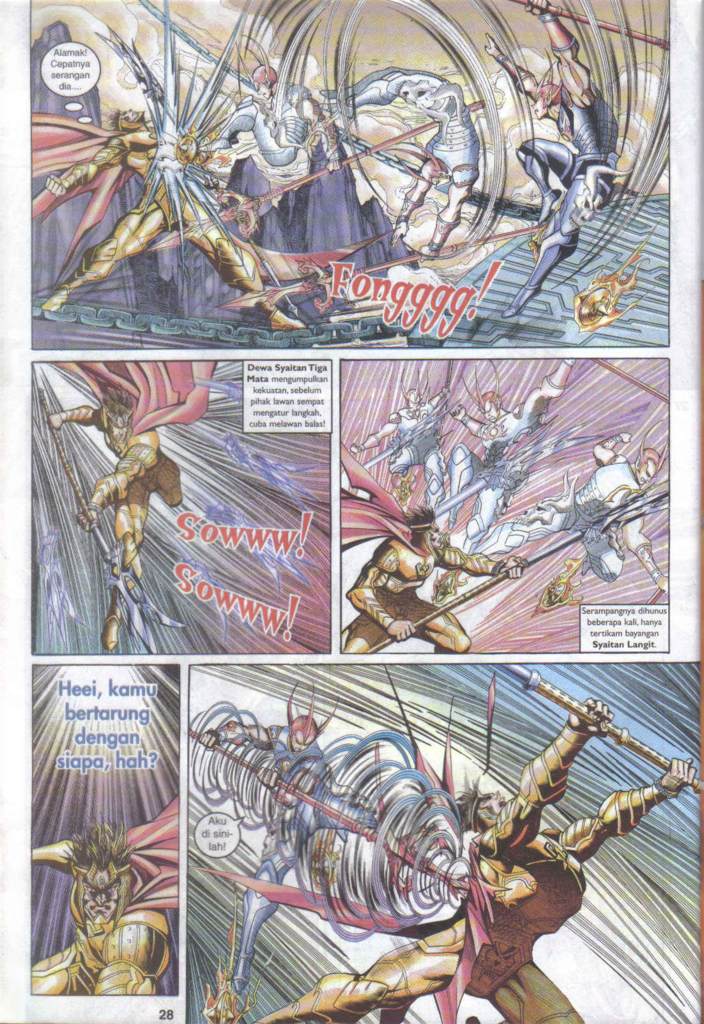 Alamak!
Cepatnya
serangan
dia....
Fongggg!
Dewa Syaitan Tiga
Mata mengumpulkan
kekuatan, sebelum
pihak lawan sempat
mengatur langkah,
cuba melawan balas!
Sowww!
Sowww!
Serampangnya dihunus
beberapa kali, hanya
tertikam bayangan
Syaitan Langit.
Heei, kamu
bertarung
dengan
siapa, hah?
Aku
di sini-
lah!
28